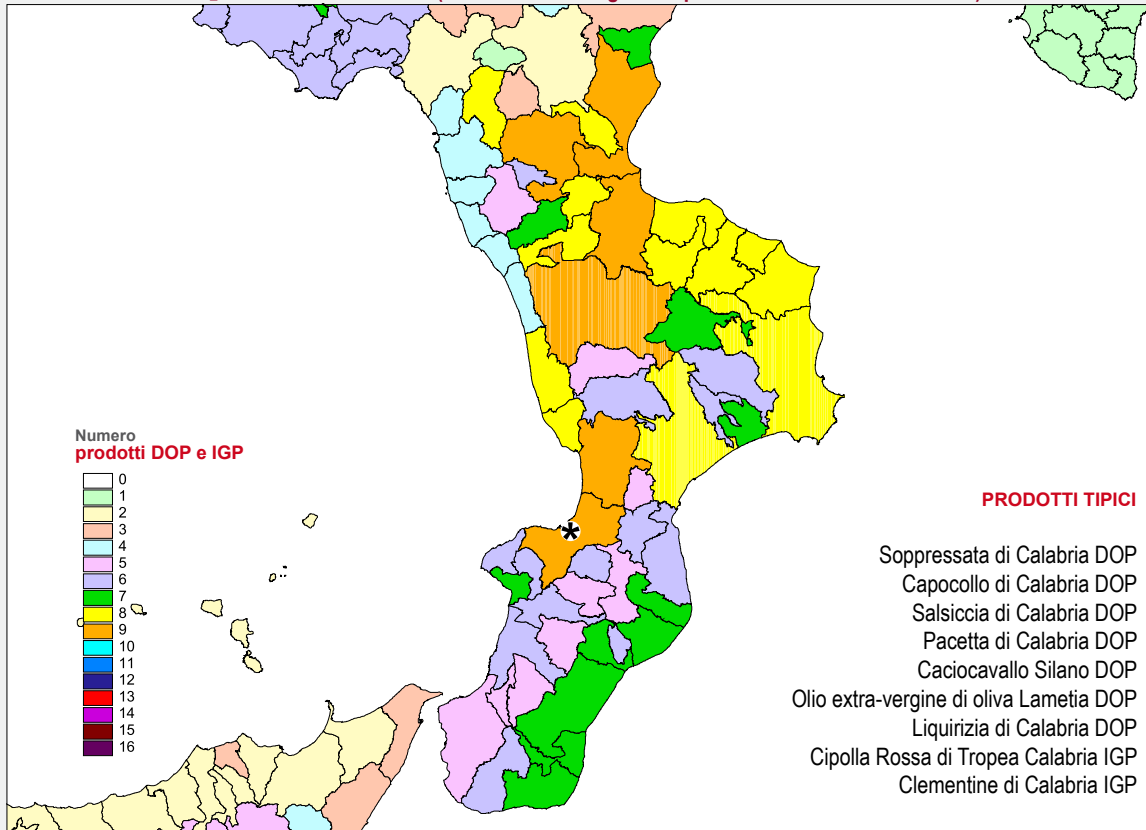 Numero
prodotti DOP e IGP
0
1
2
3
4
5
6
7
8
9
10
11
12
13
14
15
16
*
PRODOTTI TIPICI
Soppressata di Calabria DOP
Capocollo di Calabria DOP
Salsiccia di Calabria DOP
Pacetta di Calabria DOP
Caciocavallo Silano DOP
Olio extra-vergine di oliva Lametia DOP
Liquirizia di Calabria DOP
Cipolla Rossa di Tropea Calabria IGP
Clementine di Calabria IGP